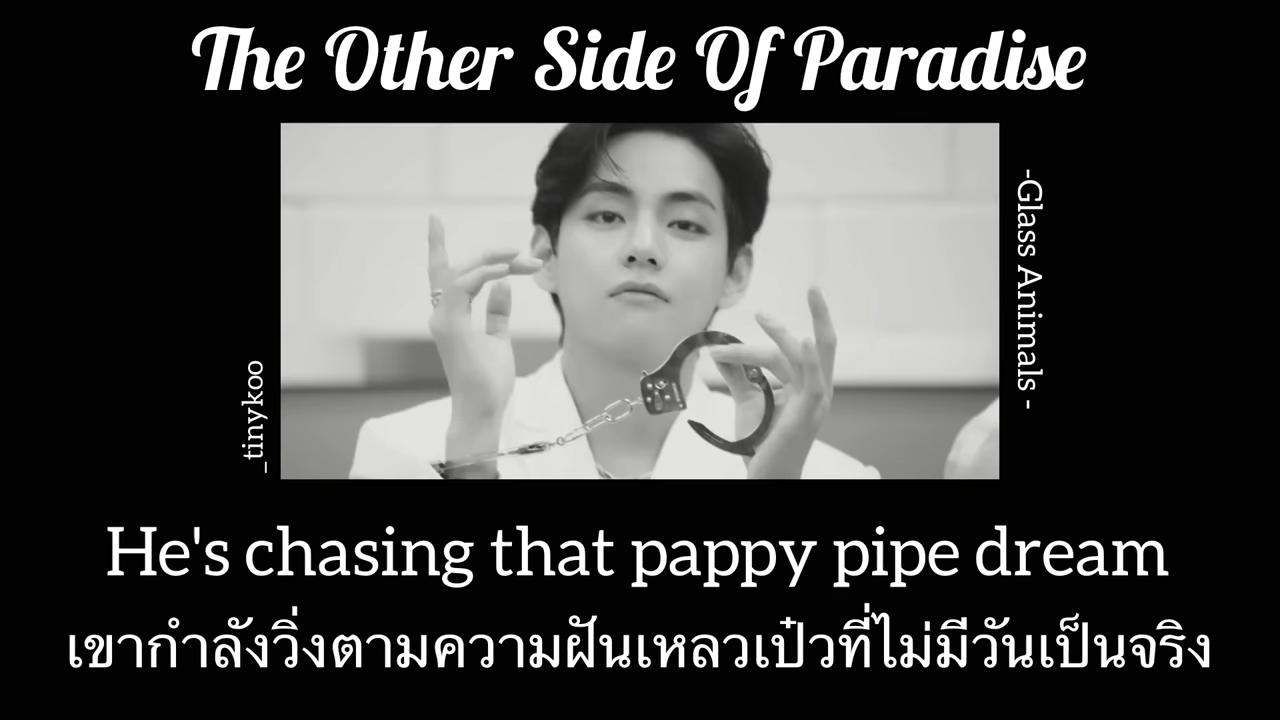 The Other Side Of Paradise
-Glass Animals -
_tinykoo
He's chasing that pappy pipe dream
เขากำลังวิ่งตามความฝันเหลวเป๋วที่ไม่มีวันเป็นจริง